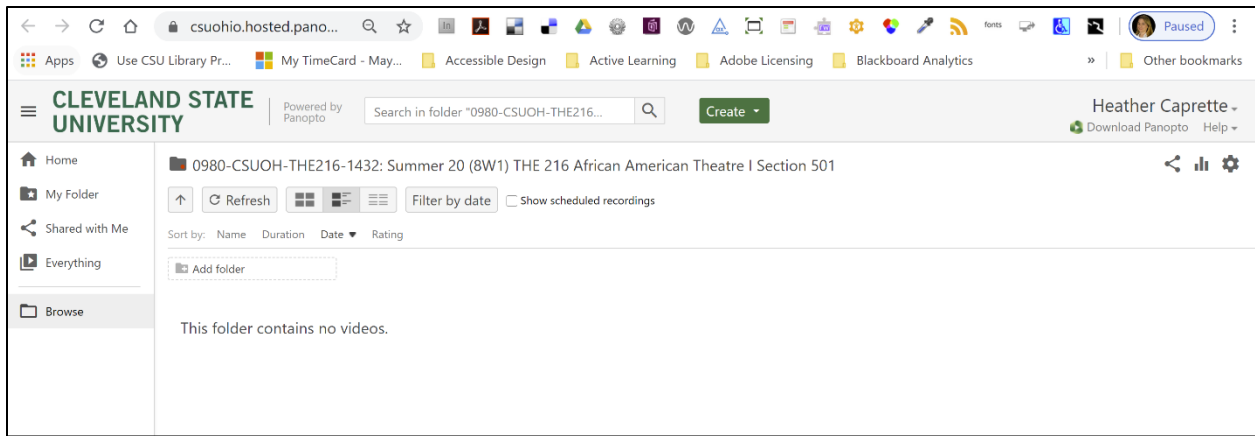 csuohio.hosted.pano...
fonts
Paused
Apps Use CSU Library Pr... My TimeCard - May... Accessible Design Active Learning Adobe Licensing Blackboard Analytics » Other bookmarks
CLEVELAND STATE
UNIVERSITY
Powered by
Panopto
Search in folder "0980-CSUOH-THE216...
Create
Heather Caprette
Download Panopto Help
Home
My Folder
Shared with Me
Everything
Browse
0980-CSUOH-THE216-1432: Summer 20 (8W1) THE 216 African American Theatre I Section 501
Refresh Filter by date Show scheduled recordings
Sort by: Name Duration Date ▼ Rating
Add folder
This folder contains no videos.